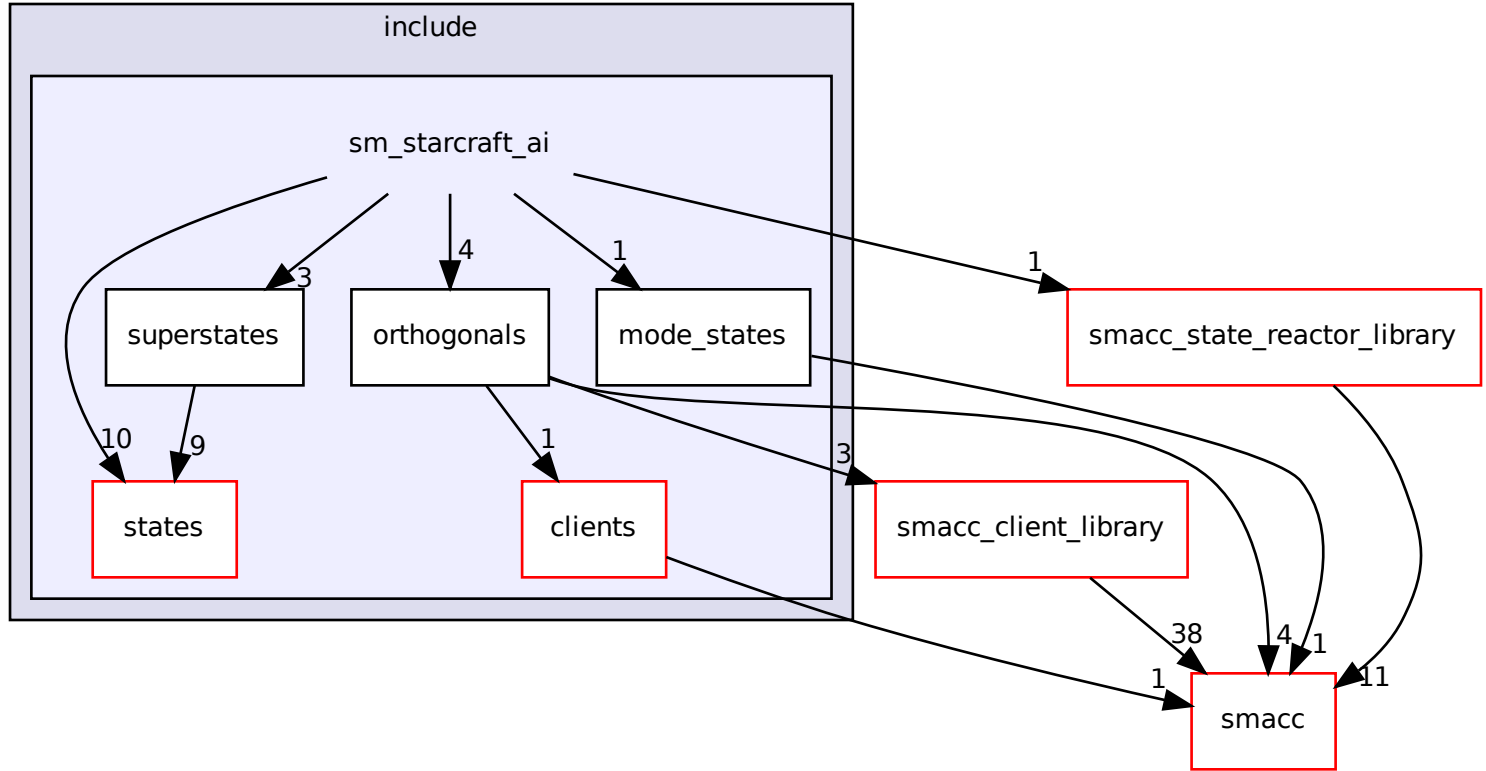 include
sm_starcraft_ai
1
4
1
3
superstates
orthogonals
mode_states
smacc_state_reactor_library
10
9
1
3
states
clients
smacc_client_library
38
4
1
11
1
smacc